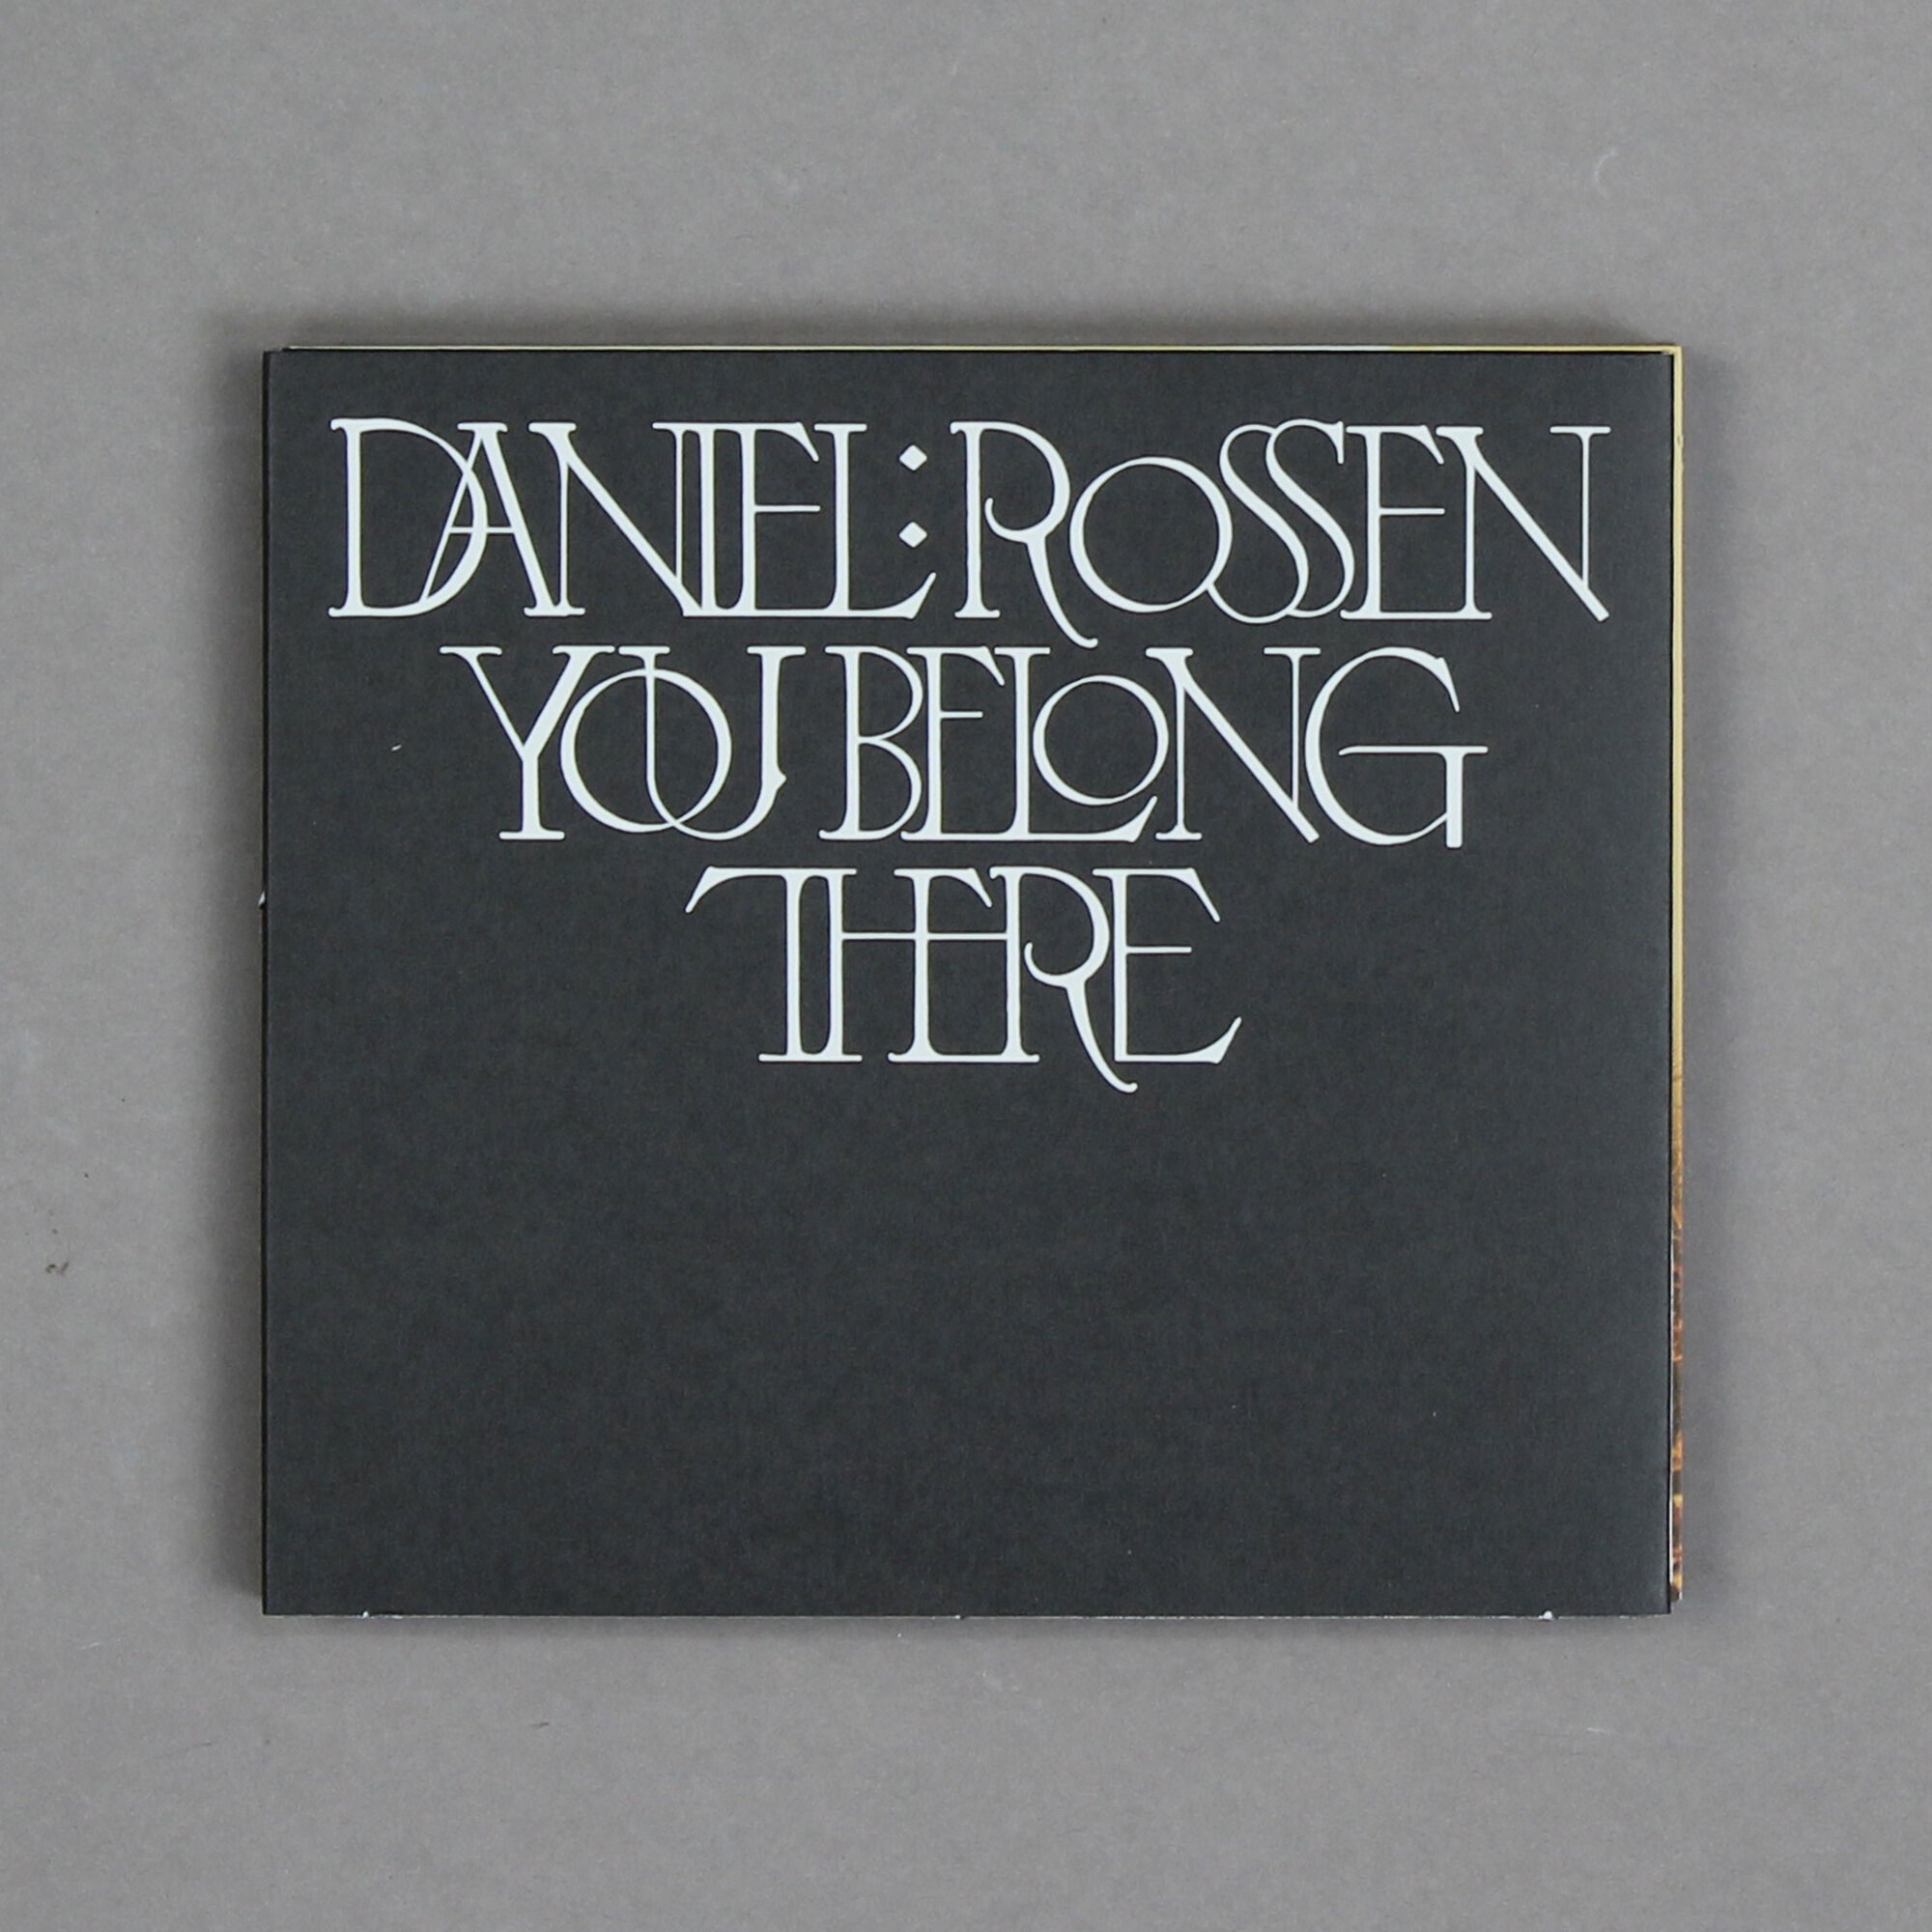 DANIEL: ROSSEN
YOU BELONG
THERE